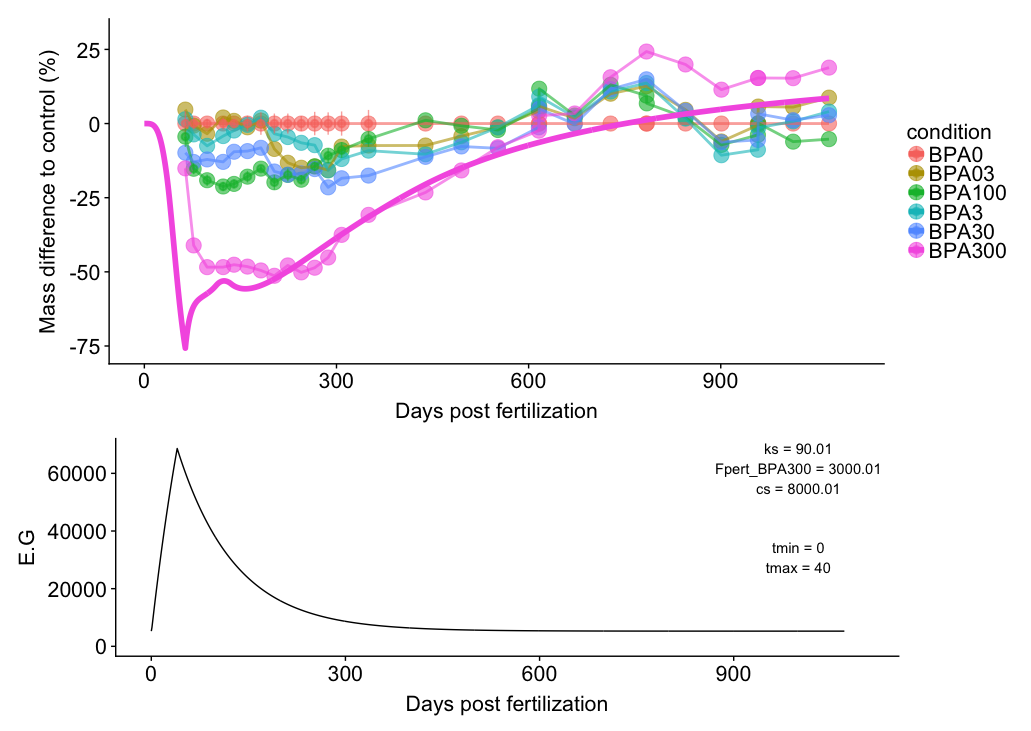 Mass difference to control (%)
25
0
-25
-50
-75
0
300
600
900
Days post fertilization
condition
BPA0
BPA03
BPA100
BPA3
BPA30
BPA300
E.G
60000
40000
20000
0
0
300
600
900
Days post fertilization
ks = 90.01
Fpert_BPA300 = 3000.01
cs = 8000.01
tmin = 0
tmax = 40